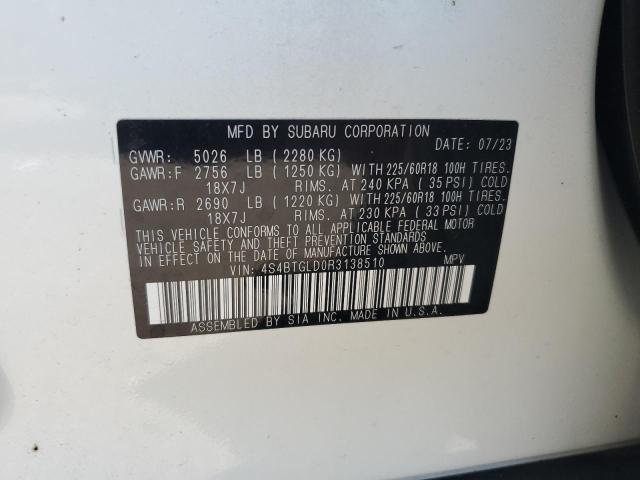 MFD BY SUBARU CORPORATION DATE: 07/23
GVWR: 5026 LB ( 2280 KG)
GAWR:F 2756 LB ( 1250 KG) WITH 225/60R18 100H TIRES.
18X7J RIMS. AT 240 KPA ( 35 PSI) COLD
GAWR:R 2690 LB ( 1220 KG) WITH 225/60R18 100H TIRES.
18X7J RIMS. AT 230 KPA ( 33 PSI) COLD
THIS VEHICLE CONFORMS TO ALL APPLICABLE FEDERAL MOTOR
VEHICLE SAFETY STANDARDS IN EFFECT ON THE
DATE OF MANUFACTURE SHOWN ABOVE.
VIN: 4S4BTGLD0R3138510 MPV
ASSEMBLED BY SIA INC. MADE IN U.S.A.